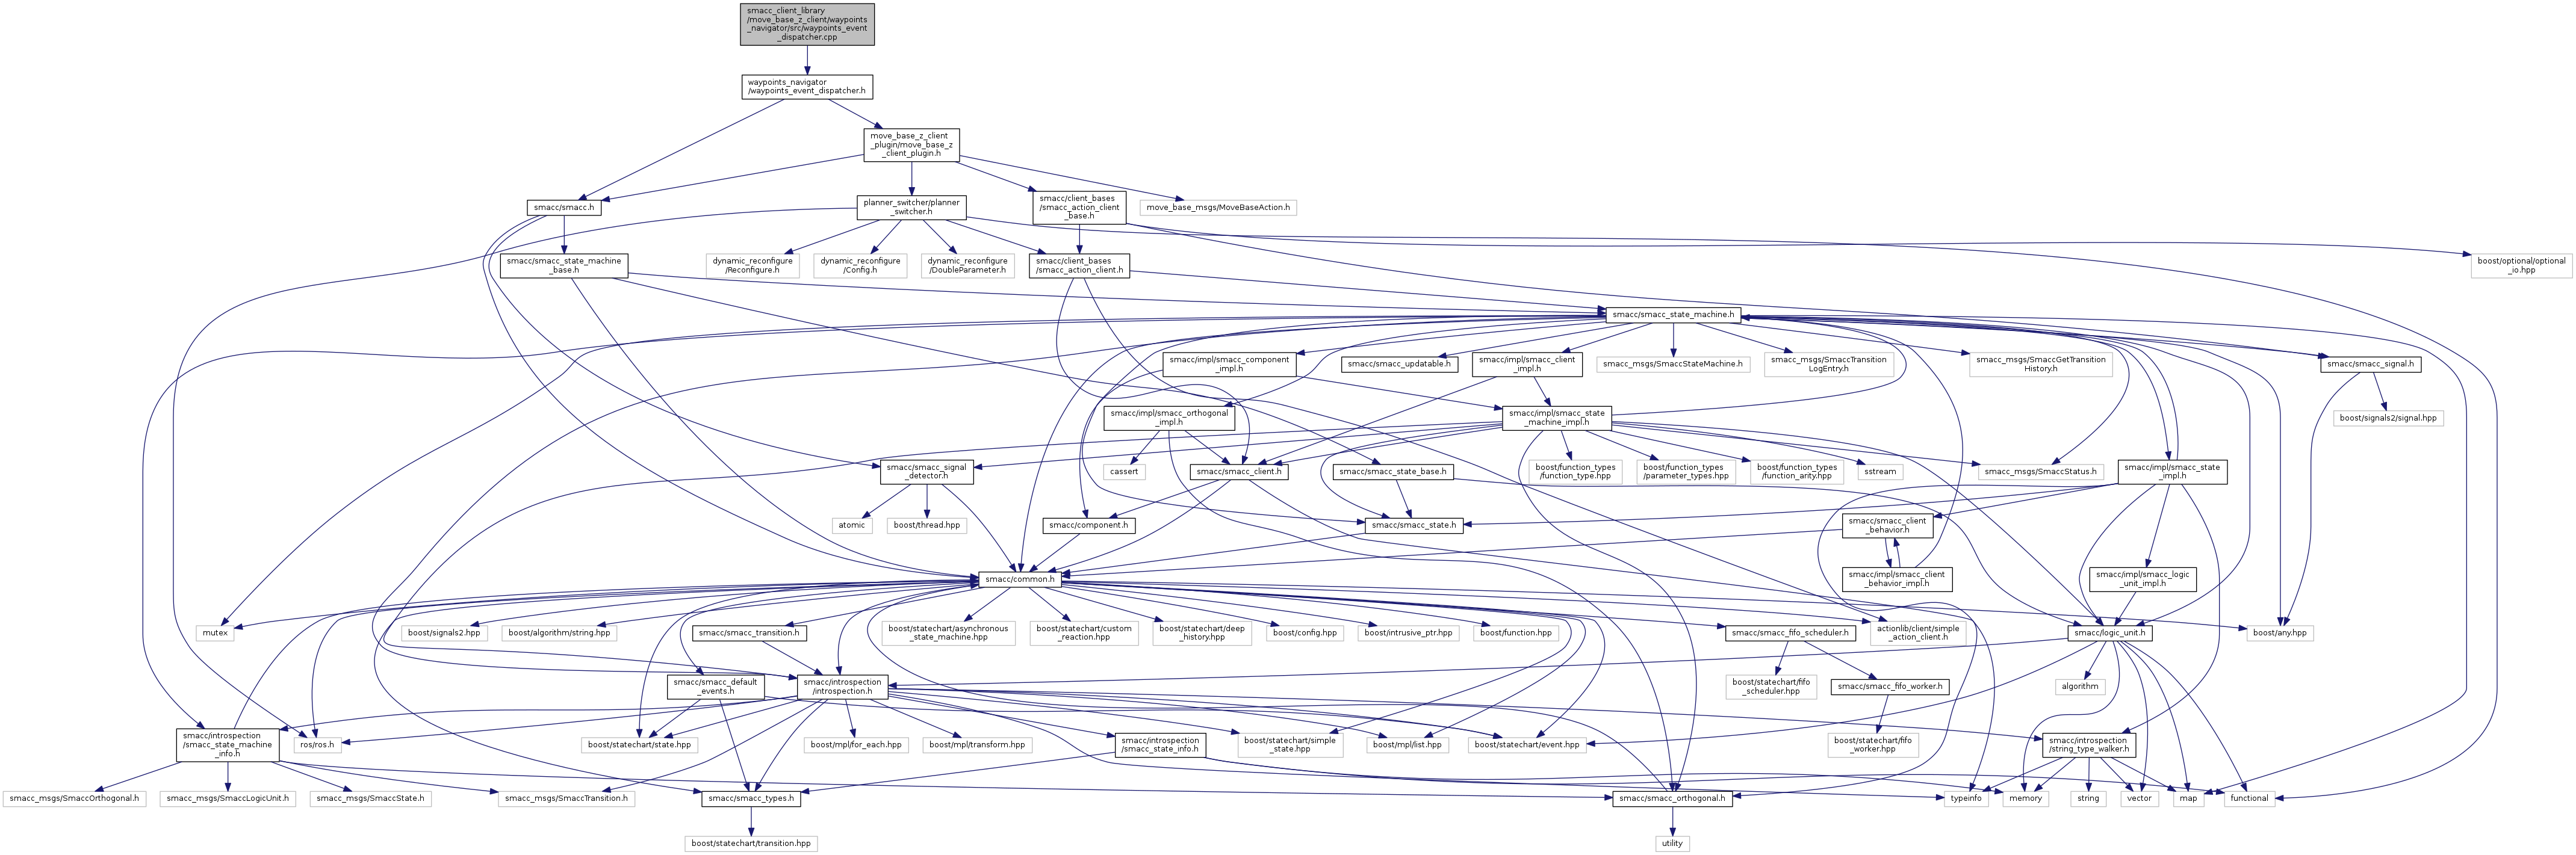 smacc_client_library
/move_base_z_client/waypoints
_navigator/src/waypoints_event
_dispatcher.cpp
waypoints_navigator
/waypoints_event_dispatcher.h
move_base_z_client
_plugin/move_base_z
_client_plugin.h
smacc/smacc.h
planner_switcher/planner
_switcher.h
smacc/client_bases
/smacc_action_client
_base.h
move_base_msgs/MoveBaseAction.h
smacc/smacc_state_machine
_base.h
dynamic_reconfigure
/Reconfigure.h
dynamic_reconfigure
/Config.h
dynamic_reconfigure
/DoubleParameter.h
smacc/client_bases
/smacc_action_client.h
boost/optional/optional
_io.hpp
smacc/smacc_state_machine.h
smacc/impl/smacc_component
_impl.h
smacc/smacc_updatable.h
smacc/impl/smacc_client
_impl.h
smacc_msgs/SmaccStateMachine.h
smacc_msgs/SmaccTransition
LogEntry.h
smacc_msgs/SmaccGetTransition
History.h
smacc/smacc_signal.h
smacc/impl/smacc_orthogonal
_impl.h
smacc/impl/smacc_state
_machine_impl.h
boost/signals2/signal.hpp
smacc/smacc_signal
_detector.h
cassert
smacc/smacc_client.h
smacc/smacc_state_base.h
boost/function_types
/function_type.hpp
boost/function_types
/parameter_types.hpp
boost/function_types
/function_arity.hpp
sstream
smacc_msgs/SmaccStatus.h
smacc/impl/smacc_state
_impl.h
atomic
boost/thread.hpp
smacc/component.h
smacc/smacc_state.h
smacc/smacc_client
_behavior.h
smacc/common.h
smacc/impl/smacc_client
_behavior_impl.h
smacc/impl/smacc_logic
_unit_impl.h
mutex
boost/signals2.hpp
boost/algorithm/string.hpp
smacc/smacc_transition.h
boost/statechart/asynchronous
_state_machine.hpp
boost/statechart/custom
_reaction.hpp
boost/statechart/deep
_history.hpp
boost/config.hpp
boost/intrusive_ptr.hpp
boost/function.hpp
smacc/smacc_fifo_scheduler.h
actionlib/client/simple
_action_client.h
smacc/logic_unit.h
boost/any.hpp
smacc/smacc_default
_events.h
smacc/introspection
/introspection.h
boost/statechart/fifo
_scheduler.hpp
smacc/smacc_fifo_worker.h
algorithm
smacc/introspection
/smacc_state_machine
_info.h
ros/ros.h
boost/statechart/state.hpp
boost/mpl/for_each.hpp
boost/mpl/transform.hpp
smacc/introspection
/smacc_state_info.h
boost/statechart/simple
_state.hpp
boost/mpl/list.hpp
boost/statechart/event.hpp
boost/statechart/fifo
_worker.hpp
smacc/introspection
/string_type_walker.h
smacc_msgs/SmaccOrthogonal.h
smacc_msgs/SmaccLogicUnit.h
smacc_msgs/SmaccState.h
smacc_msgs/SmaccTransition.h
smacc/smacc_types.h
smacc/smacc_orthogonal.h
typeinfo
memory
string
vector
map
functional
boost/statechart/transition.hpp
utility